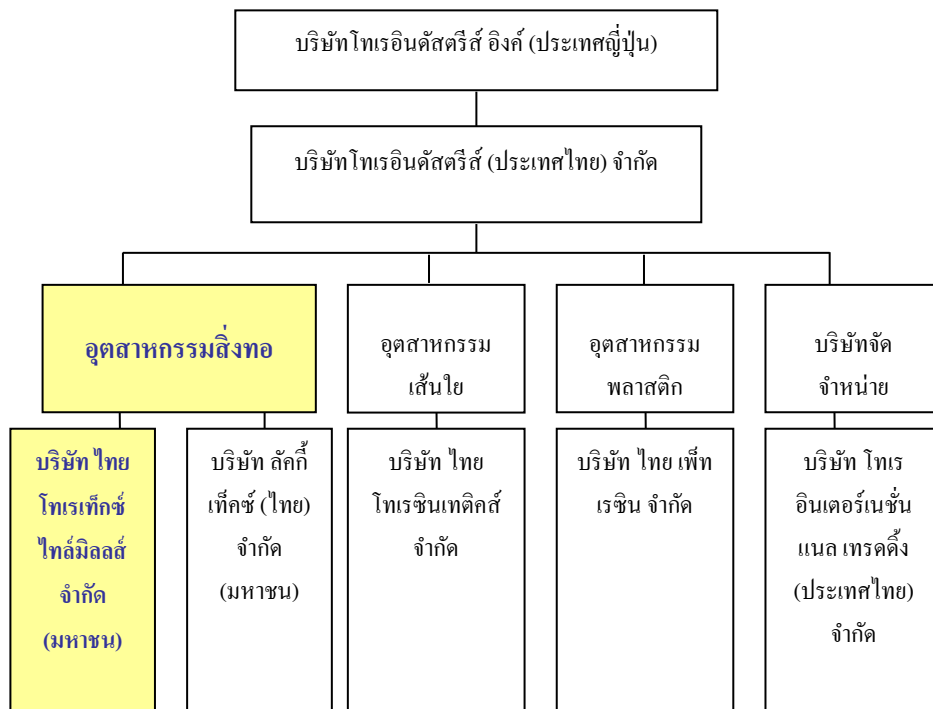 บริษัทโทเรอินดัสตรีส์ อิงค์ (ประเทศญี่ปุ่น)
บริษัทโทเรอินดัสตรีส์ (ประเทศไทย) จำกัด
อุตสาหกรรมสิ่งทอ
อุตสาหกรรม
เส้นใย
อุตสาหกรรม
พลาสติก
บริษัทจัด
จำหน่าย
บริษัท ไทย
โทเรเท็กซ์
ไทล์มิลลส์
จำกัด
(มหาชน)
บริษัท ลัคกี้
เท็คซ์ (ไทย)
จำกัด
(มหาชน)
บริษัท ไทย
โทเรซินเทติคส์
จำกัด
บริษัท ไทย เพ็ท
เรซิน จำกัด
บริษัท โทเร
อินเตอร์เนชั่น
แนล เทรดดิ้ง
(ประเทศไทย)
จำกัด